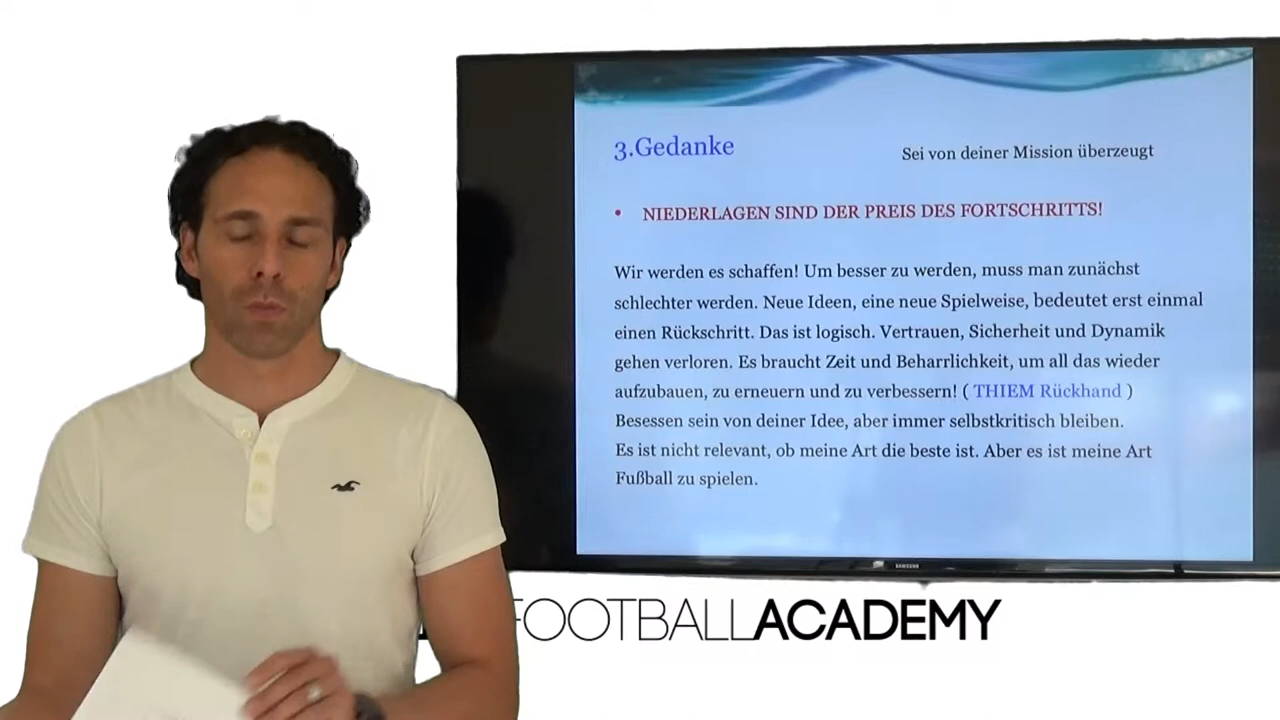 3.Gedanke
Sei von deiner Mission überzeugt
• NIEDERLAGEN SIND DER PREIS DES FORTSCHRITTS!
Wir werden es schaffen! Um besser zu werden, muss man zunächst
schlechter werden. Neue Ideen, eine neue Spielweise, bedeutet erst einmal
einen Rückschritt. Das ist logisch. Vertrauen, Sicherheit und Dynamik
gehen verloren. Es braucht Zeit und Beharrlichkeit, um all das wieder
aufzubauen, zu erneuern und zu verbessern! ( THIEM Rückhand )
Besessen sein von deiner Idee, aber immer selbstkritisch bleiben.
Es ist nicht relevant, ob meine Art die beste ist. Aber es ist meine Art
Fußball zu spielen.
SAMSUNG
FOOTBALLACADEMY